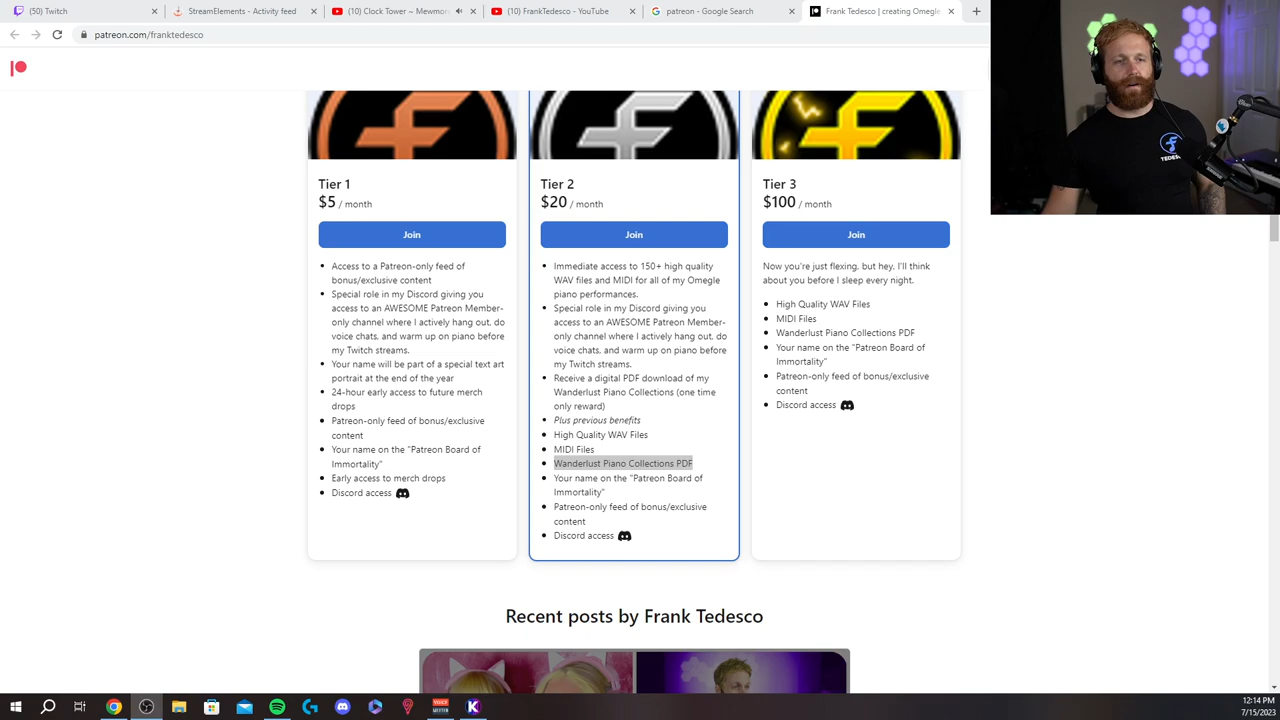 (50) Twitch
StreamElements - Activity feed
(10) Clock Tower ~ Mewmore
(10) FrankTedesco - YouTube
patreon - Google Search
Frank Tedesco | creating Omegle
patreon.com/franktedesco
Tier 1
$5 / month
Join
Access to a Patreon-only feed of
bonus/exclusive content
Special role in my Discord giving you
access to an AWESOME Patreon Member-
only channel where I actively hang out, do
voice chats, and warm up on piano before
my Twitch streams.
Your name will be part of a special text art
portrait at the end of the year
24-hour early access to future merch
drops
Patreon-only feed of bonus/exclusive
content
Your name on the "Patreon Board of
Immortality"
Early access to merch drops
Discord access
Tier 2
$20 / month
Join
Immediate access to 150+ high quality
WAV files and MIDI for all of my Omegle
piano performances.
Special role in my Discord giving you
access to an AWESOME Patreon Member-
only channel where I actively hang out, do
voice chats, and warm up on piano before
my Twitch streams.
Receive a digital PDF download of my
Wanderlust Piano Collections (one time
only reward)
Plus previous benefits
High Quality WAV Files
MIDI Files
Wanderlust Piano Collections PDF
Your name on the "Patreon Board of
Immortality"
Patreon-only feed of bonus/exclusive
content
Discord access
Tier 3
$100 / month
Join
Now you're just flexing, but hey, I'll think
about you before I sleep every night.
High Quality WAV Files
MIDI Files
Wanderlust Piano Collections PDF
Your name on the "Patreon Board of
Immortality"
Patreon-only feed of bonus/exclusive
content
Discord access
Recent posts by Frank Tedesco
12:14 PM
7/15/2023